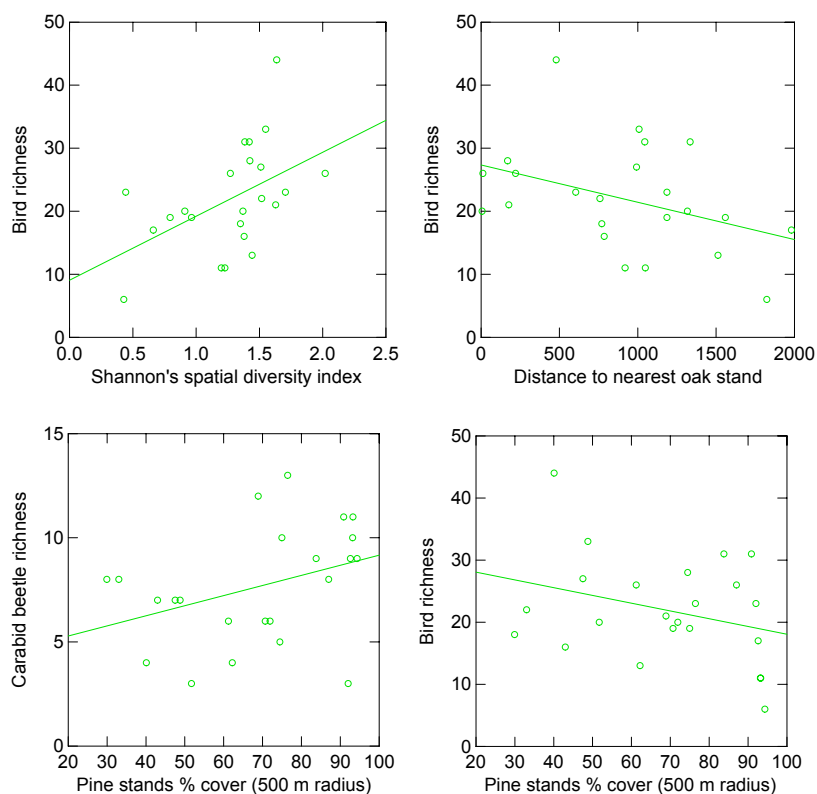 50
40
30
20
10
0
Bird richness
0.0 0.5 1.0 1.5 2.0 2.5
Shannon's spatial diversity index
50
40
30
20
10
0
Bird richness
0 500 1000 1500 2000
Distance to nearest oak stand
15
10
5
0
Carabid beetle richness
20 30 40 50 60 70 80 90 100
Pine stands % cover (500 m radius)
50
40
30
20
10
0
Bird richness
20 30 40 50 60 70 80 90 100
Pine stands % cover (500 m radius)